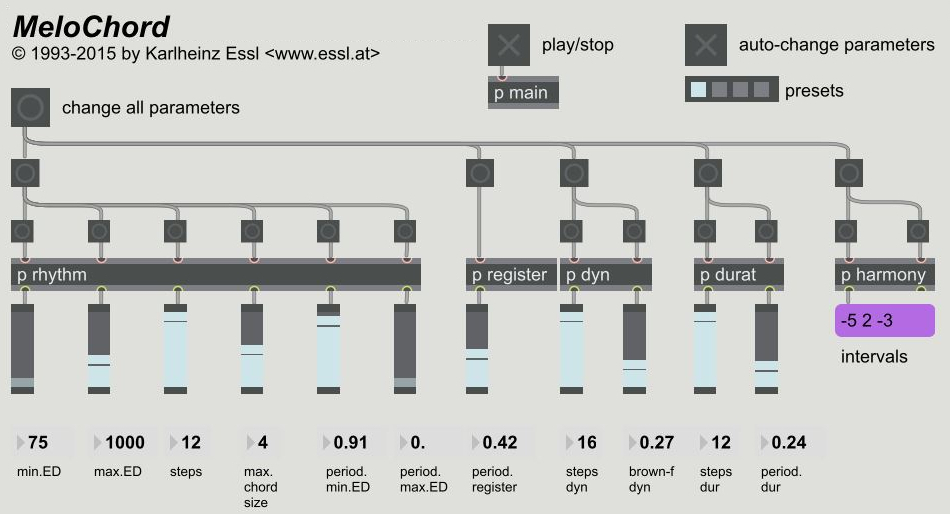 MeloChord
© 1993-2015 by Karlheinz Essl <www.essl.at>
play/stop
auto-change parameters
p main
presets
change all parameters
p rhythm
p register
p dyn
p durat
p harmony
-5 2 -3
intervals
75
1000
12
4
0.91
0.
0.42
16
0.27
12
0.24
min.ED
max.ED
steps
max.
chord
size
period.
min.ED
period.
max.ED
period.
register
steps
dyn
brown-f
dyn
steps
dur
period.
dur